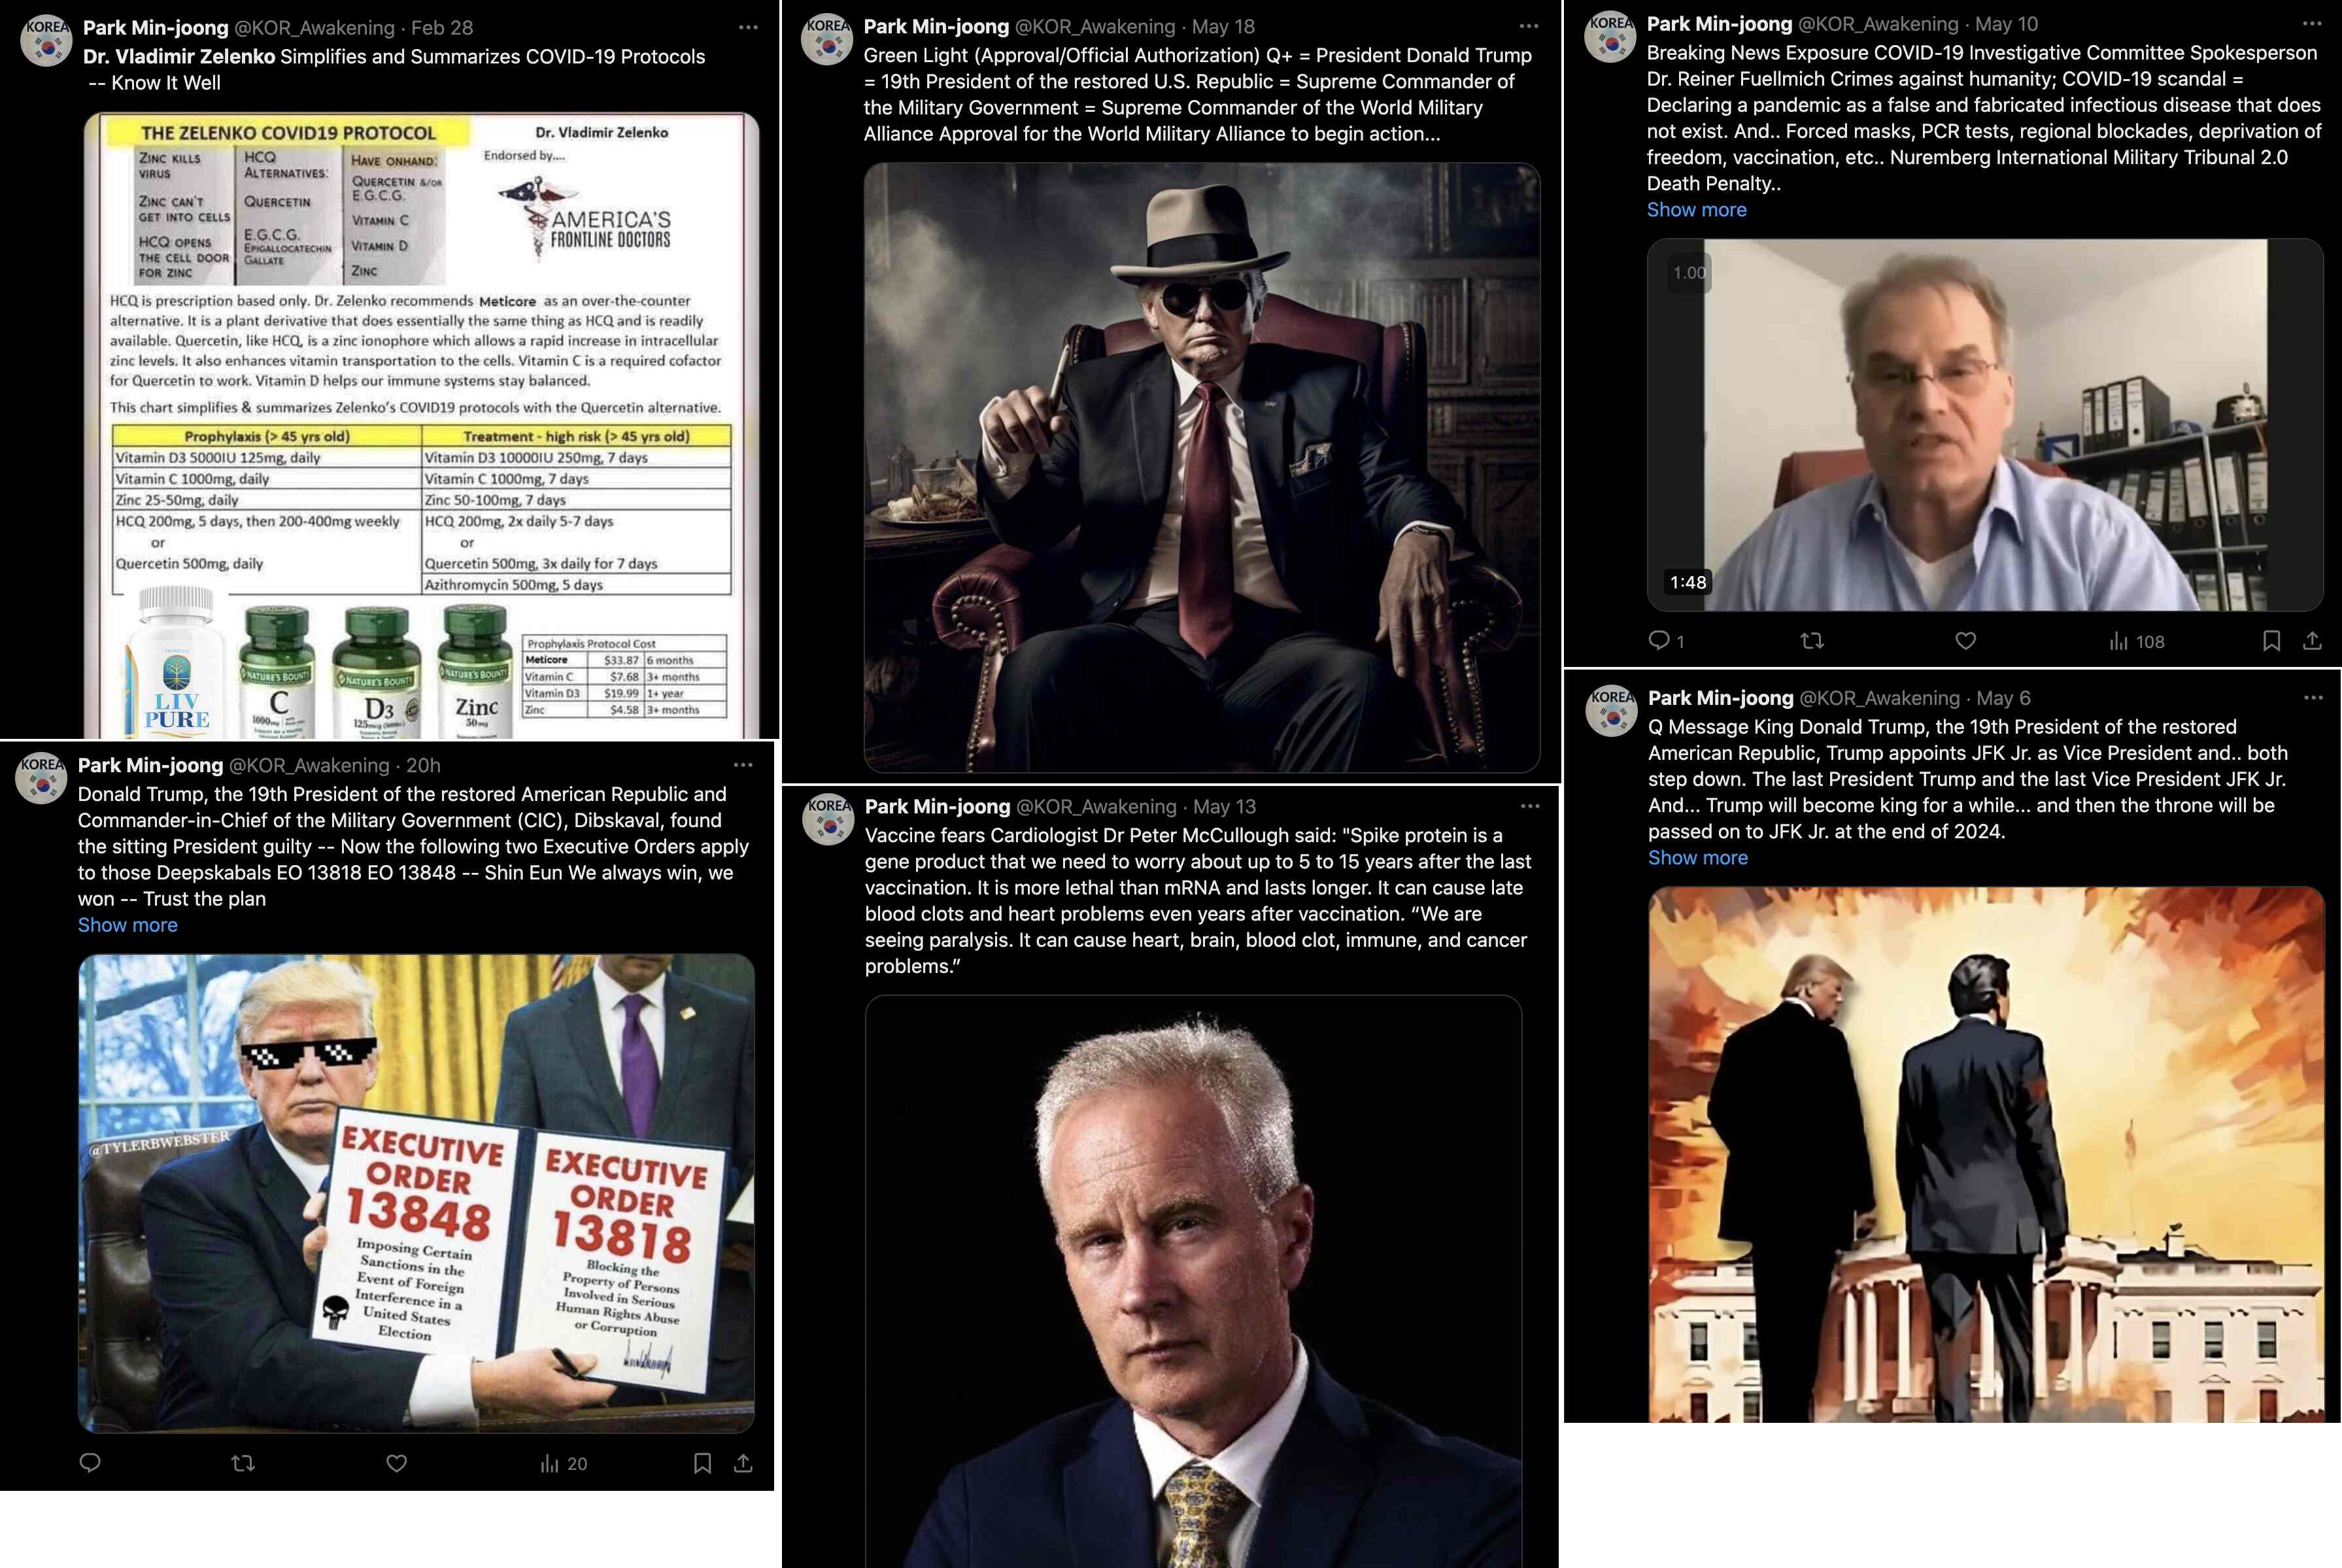 KOREA
Park Min-joong @KOR_Awakening · Feb 28
Dr. Vladimir Zelenko Simplifies and Summarizes COVID-19 Protocols
-- Know It Well
THE ZELENKO COVID19 PROTOCOL
Dr. Vladimir Zelenko
Endorsed by....
AMERICA'S
FRONTLINE DOCTORS
ZINC KILLS
VIRUS
ZINC CAN'T
GET INTO CELLS
HCQ OPENS
THE CELL DOOR
FOR ZINC
HCQ
ALTERNATIVES:
QUERCETIN
E.G.C.G.
EPIGALLOCATECHIN
GALLATE
HAVE ONHAND:
QUERCETIN &/OR
E.G.C.G.
VITAMIN C
VITAMIN D
ZINC
HCQ is prescription based only. Dr. Zelenko recommends Meticore as an over-the-counter
alternative. It is a plant derivative that does essentially the same thing as HCQ and is readily
available. Quercetin, like HCQ, is a zinc ionophore which allows a rapid increase in intracellular
zinc levels. It also enhances vitamin transportation to the cells. Vitamin C is a required cofactor
for Quercetin to work. Vitamin D helps our immune systems stay balanced.
This chart simplifies & summarizes Zelenko's COVID19 protocols with the Quercetin alternative.
Prophylaxis (> 45 yrs old) Treatment - high risk (> 45 yrs old)
Vitamin D3 5000IU 125mg, daily Vitamin D3 10000IU 250mg, 7 days
Vitamin C 1000mg, daily Vitamin C 1000mg, 7 days
Zinc 25-50mg, daily Zinc 50-100mg, 7 days
HCQ 200mg, 5 days, then 200-400mg weekly HCQ 200mg, 2x daily 5-7 days
or or
Quercetin 500mg, daily Quercetin 500mg, 3x daily for 7 days
Azithromycin 500mg, 5 days
LIV
PURE
NATURE'S BOUNTY
C
1000mg
NATURE'S BOUNTY
D3
125mcg
NATURE'S BOUNTY
Zinc
50mg
Prophylaxis Protocol Cost
Meticore $33.87 6 months
Vitamin C $7.68 3+ months
Vitamin D3 $19.99 1+ year
Zinc $4.58 3+ months
KOREA
Park Min-joong @KOR_Awakening · 20h
Donald Trump, the 19th President of the restored American Republic and
Commander-in-Chief of the Military Government (CIC), Dibskaval, found
the sitting President guilty -- Now the following two Executive Orders apply
to those Deepskabals EO 13818 EO 13848 -- Shin Eun We always win, we
won -- Trust the plan
Show more
@TYLERBWEBSTER
EXECUTIVE
ORDER
13848
Imposing Certain
Sanctions in the
Event of Foreign
Interference in a
United States
Election
EXECUTIVE
ORDER
13818
Blocking the
Property of Persons
Involved in Serious
Human Rights Abuse
or Corruption
20
KOREA
Park Min-joong @KOR_Awakening · May 18
Green Light (Approval/Official Authorization) Q+ = President Donald Trump
= 19th President of the restored U.S. Republic = Supreme Commander of
the Military Government = Supreme Commander of the World Military
Alliance Approval for the World Military Alliance to begin action...
KOREA
Park Min-joong @KOR_Awakening · May 13
Vaccine fears Cardiologist Dr Peter McCullough said: "Spike protein is a
gene product that we need to worry about up to 5 to 15 years after the last
vaccination. It is more lethal than mRNA and lasts longer. It can cause late
blood clots and heart problems even years after vaccination. “We are
seeing paralysis. It can cause heart, brain, blood clot, immune, and cancer
problems.”
KOREA
Park Min-joong @KOR_Awakening · May 10
Breaking News Exposure COVID-19 Investigative Committee Spokesperson
Dr. Reiner Fuellmich Crimes against humanity; COVID-19 scandal =
Declaring a pandemic as a false and fabricated infectious disease that does
not exist. And.. Forced masks, PCR tests, regional blockades, deprivation of
freedom, vaccination, etc.. Nuremberg International Military Tribunal 2.0
Death Penalty..
Show more
1.00
1:48
1 108
KOREA
Park Min-joong @KOR_Awakening · May 6
Q Message King Donald Trump, the 19th President of the restored
American Republic, Trump appoints JFK Jr. as Vice President and.. both
step down. The last President Trump and the last Vice President JFK Jr.
And... Trump will become king for a while... and then the throne will be
passed on to JFK Jr. at the end of 2024.
Show more